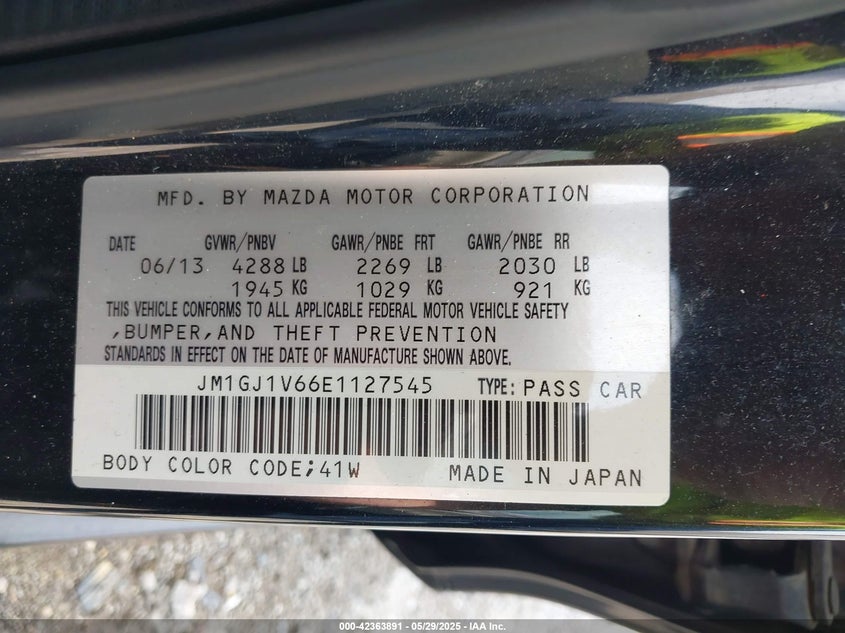 MFD. BY MAZDA MOTOR CORPORATION
DATE GVWR/PNBV GAWR/PNBE FRT GAWR/PNBE RR
06/13 4288 LB 2269 LB 2030 LB
1945 KG 1029 KG 921 KG
THIS VEHICLE CONFORMS TO ALL APPLICABLE FEDERAL MOTOR VEHICLE SAFETY
,BUMPER,AND THEFT PREVENTION
STANDARDS IN EFFECT ON THE DATE OF MANUFACTURE SHOWN ABOVE.
JM1GJ1V66E1127545 TYPE: PASS CAR
BODY COLOR CODE;41W MADE IN JAPAN
000-42363891 - 05/29/2025 - IAA Inc.